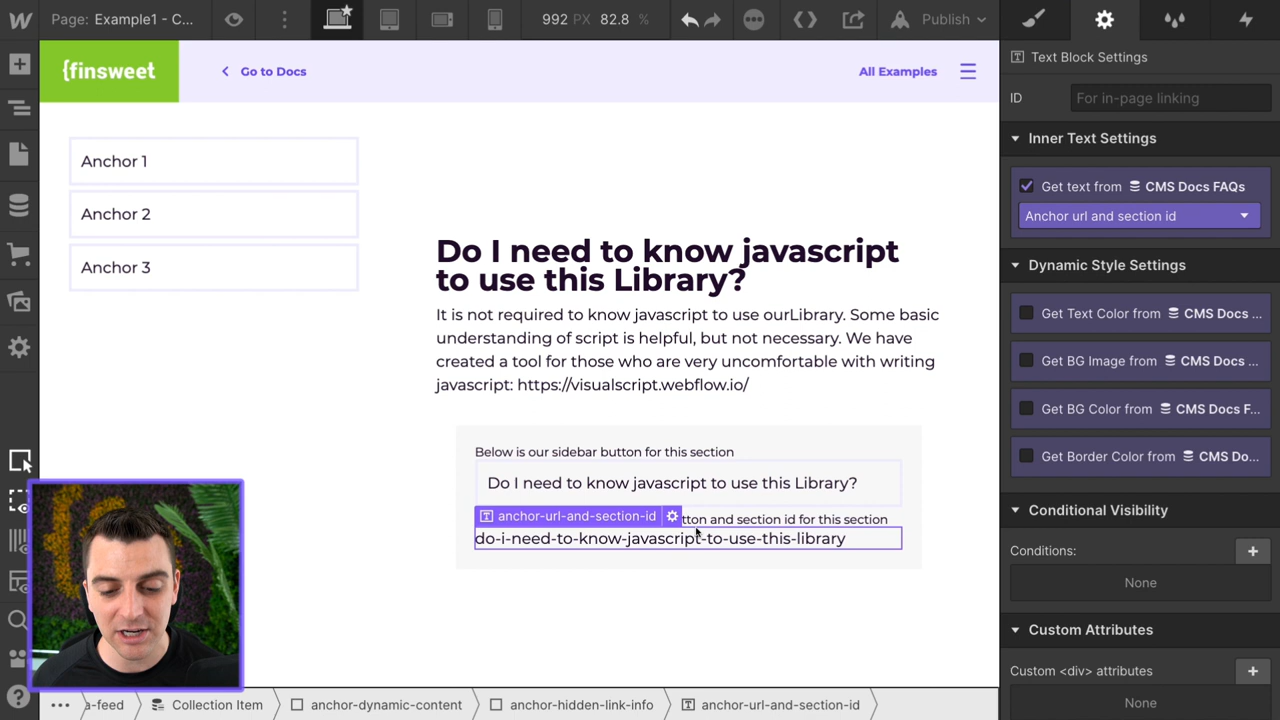 Page: Example1 - C...
992 PX 82.8 %
Publish
{finsweet
Go to Docs
All Examples
Anchor 1
Anchor 2
Anchor 3
Do I need to know javascript
to use this Library?
It is not required to know javascript to use ourLibrary. Some basic
understanding of script is helpful, but not necessary. We have
created a tool for those who are very uncomfortable with writing
javascript: https://visualscript.webflow.io/
Below is our sidebar button for this section
Do I need to know javascript to use this Library?
anchor-url-and-section-id
tton and section id for this section
do-i-need-to-know-javascript-to-use-this-library
Text Block Settings
ID
For in-page linking
Inner Text Settings
Get text from CMS Docs FAQs
Anchor url and section id
Dynamic Style Settings
Get Text Color from CMS Docs ...
Get BG Image from CMS Docs ...
Get BG Color from CMS Docs F...
Get Border Color from CMS Do...
Conditional Visibility
Conditions:
None
Custom Attributes
Custom <div> attributes
None
... a-feed Collection Item anchor-dynamic-content anchor-hidden-link-info anchor-url-and-section-id